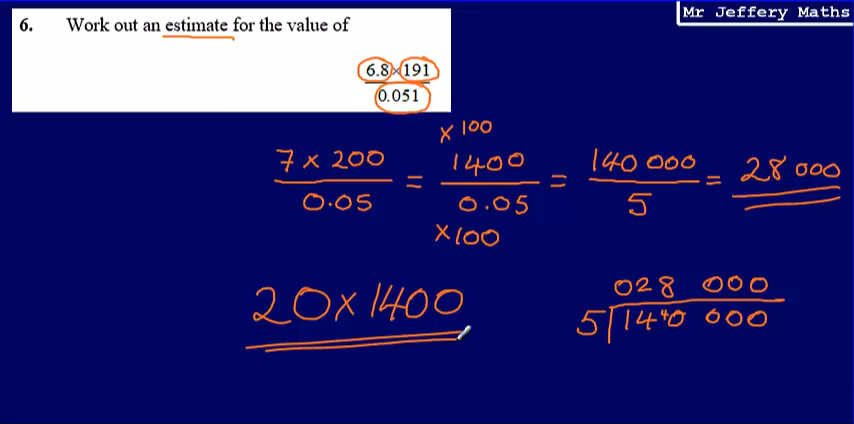 Mr Jeffery Maths
6. Work out an estimate for the value of
6.8×191
0.051
× 100
7 × 200 / 0.05 = 1400 / 0.05 = 140 000 / 5 = 28 000
×100
20 × 1400
028 000
5 140 000